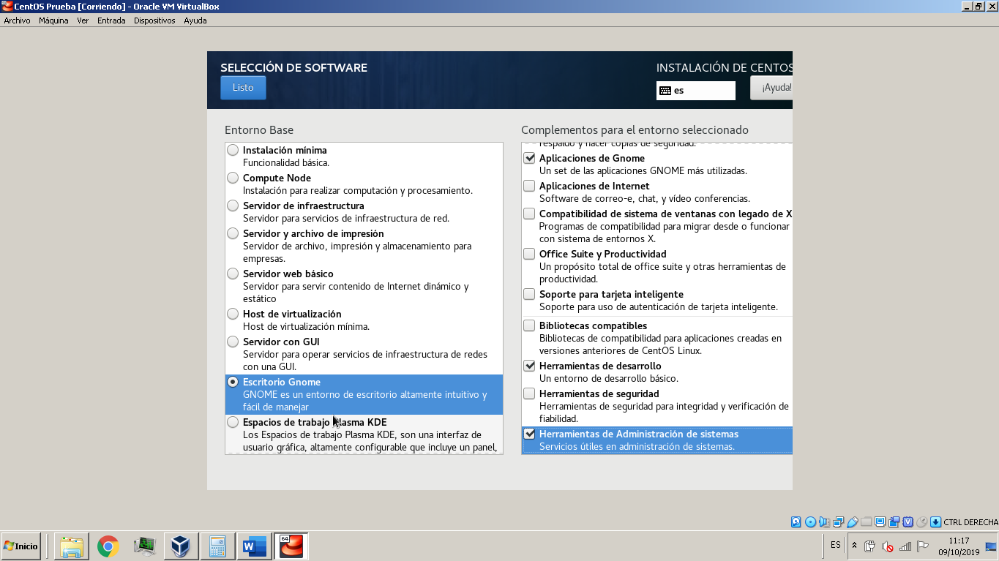 CentOS Prueba [Corriendo] - Oracle VM VirtualBox
Archivo Máquina Ver Entrada Dispositivos Ayuda
SELECCIÓN DE SOFTWARE
INSTALACIÓN DE CENTOS
Listo
es
¡Ayuda!
Entorno Base
Instalación mínima
Funcionalidad básica.
Compute Node
Instalación para realizar computación y procesamiento.
Servidor de infraestructura
Servidor para servicios de infraestructura de red.
Servidor y archivo de impresión
Servidor de archivo, impresión y almacenamiento para
empresas.
Servidor web básico
Servidor para servir contenido de Internet dinámico y
estático
Host de virtualización
Host de virtualización mínima.
Servidor con GUI
Servidor para operar servicios de infraestructura de redes
con una GUI.
Escritorio Gnome
GNOME es un entorno de escritorio altamente intuitivo y
fácil de manejar
Espacios de trabajo Plasma KDE
Los Espacios de trabajo Plasma KDE, son una interfaz de
usuario gráfica, altamente configurable que incluye un panel,
Complementos para el entorno seleccionado
respaldo y hacer copias de seguridad.
Aplicaciones de Gnome
Un set de las aplicaciones GNOME más utilizadas.
Aplicaciones de Internet
Software de correo-e, chat, y vídeo conferencias.
Compatibilidad de sistema de ventanas con legado de X
Programas de compatibilidad para migrar desde o funcionar
con sistema de entornos X.
Office Suite y Productividad
Un propósito total de office suite y otras herramientas de
productividad.
Soporte para tarjeta inteligente
Soporte para uso de autenticación de tarjeta inteligente.
Bibliotecas compatibles
Bibliotecas de compatibilidad para aplicaciones creadas en
versiones anteriores de CentOS Linux.
Herramientas de desarrollo
Un entorno de desarrollo básico.
Herramientas de seguridad
Herramientas de seguridad para integridad y verificación de
fiabilidad.
Herramientas de Administración de sistemas
Servicios útiles en administración de sistemas.
CTRL DERECHA
Inicio
64
ES
11:17
09/10/2019